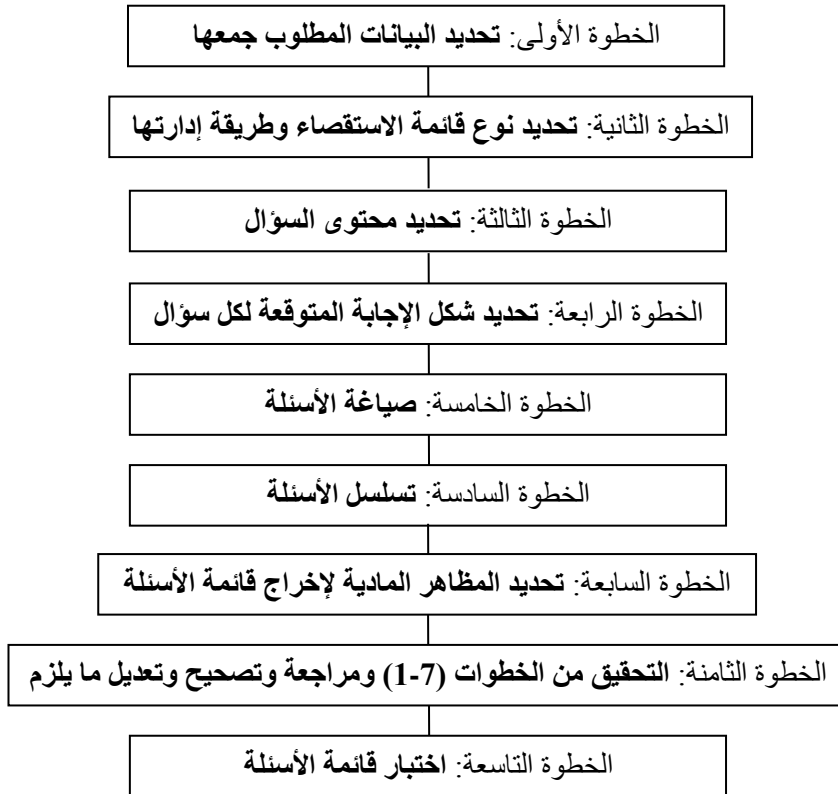 الخطوة الأولى: تحديد البيانات المطلوب جمعها
الخطوة الثانية: تحديد نوع قائمة الاستقصاء وطريقة إدارتها
الخطوة الثالثة: تحديد محتوى السؤال
الخطوة الرابعة: تحديد شكل الإجابة المتوقعة لكل سؤال
الخطوة الخامسة: صياغة الأسئلة
الخطوة السادسة: تسلسل الأسئلة
الخطوة السابعة: تحديد المظاهر المادية لإخراج قائمة الأسئلة
الخطوة الثامنة: التحقيق من الخطوات (1-7) ومراجعة وتصحيح وتعديل ما يلزم
الخطوة التاسعة: اختبار قائمة الأسئلة